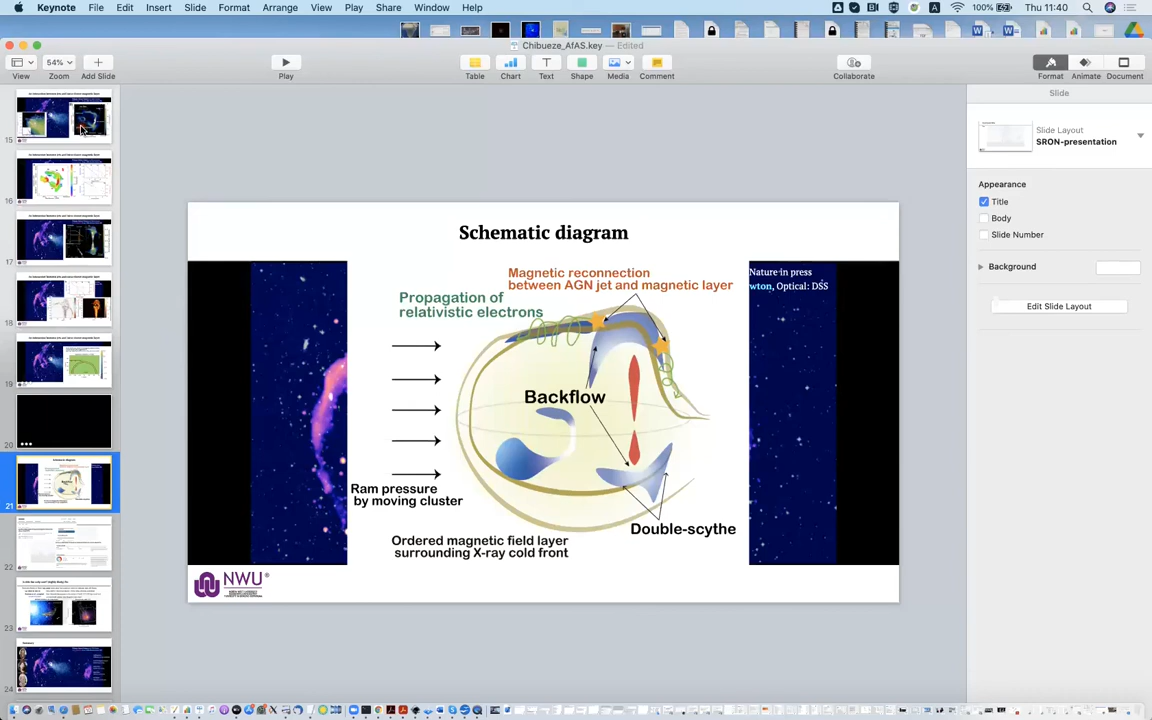 Keynote File Edit Insert Slide Format Arrange View Play Share Window Help
100% Thu 11:40
Chibueze_AfAS.key — Edited
54%
View Zoom Add Slide Play Table Chart Text Shape Media Comment Collaborate Format Animate Document
Slide
Slide Layout
SRON-presentation
Appearance
Title
Body
Slide Number
Background
Edit Slide Layout
15
16
17
18
19
20
21
22
23
24
Schematic diagram
Magnetic reconnection
between AGN jet and magnetic layer
Nature in press
wton, Optical: DSS
Propagation of
relativistic electrons
Backflow
Ram pressure
by moving cluster
Double-scythe
Ordered magnetic field layer
surrounding X-ray cold front
NWU®